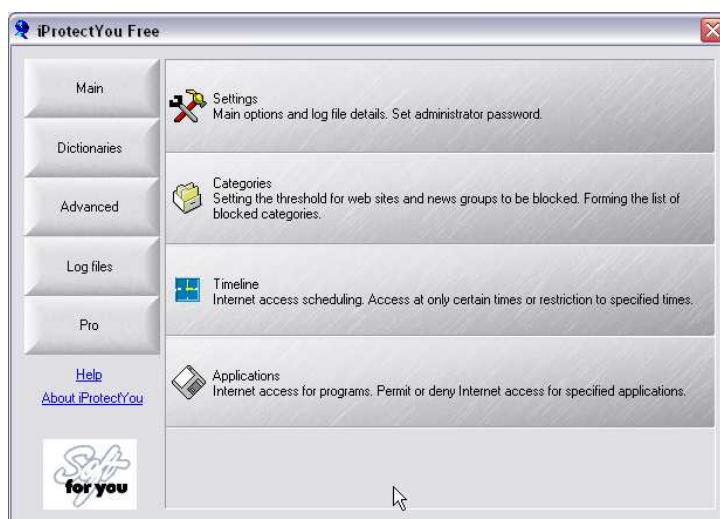 iProtectYou Free
Main
Dictionaries
Advanced
Log files
Pro
Help
About iProtectYou
Soft
for you
Settings
Main options and log file details. Set administrator password.
Categories
Setting the threshold for web sites and news groups to be blocked. Forming the list of
blocked categories.
Timeline
Internet access scheduling. Access at only certain times or restriction to specified times.
Applications
Internet access for programs. Permit or deny Internet access for specified applications.